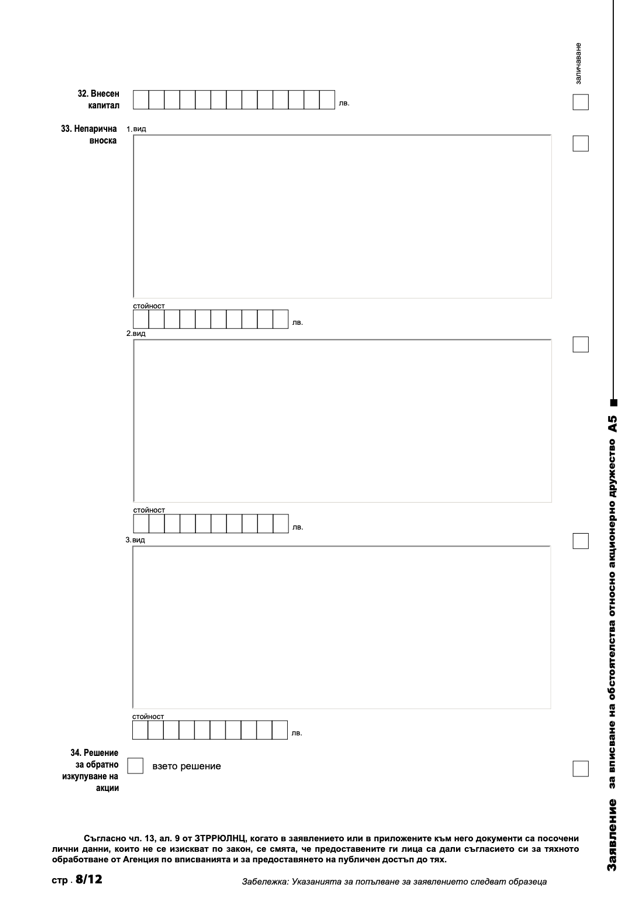 заличаване
32. Внесен
капитал
лв.
33. Непарична
вноска
1.вид
стойност
лв.
2.вид
стойност
лв.
3.вид
стойност
лв.
34. Решение
за обратно
изкупуване на
акции
взето решение
Съгласно чл. 13, ал. 9 от ЗТРРЮЛНЦ, когато в заявлението или в приложените към него документи са посочени
лични данни, които не се изискват по закон, се смята, че предоставените ги лица са дали съгласието си за тяхното
обработване от Агенция по вписванията и за предоставянето на публичен достъп до тях.
стр . 8/12
Забележка: Указанията за попълване за заявлението следват образеца
Заявление за вписване на обстоятелства относно акционерно дружество А5